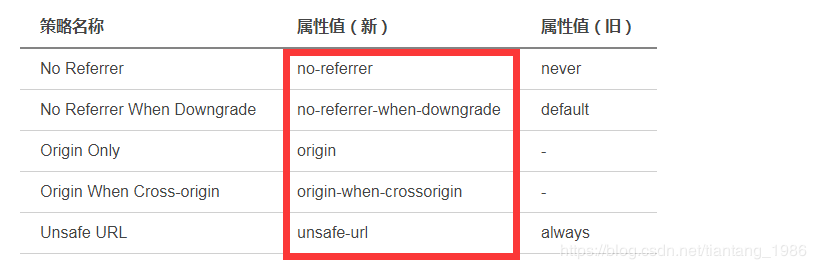 策略名称 属性值（新） 属性值（旧）
No Referrer no-referrer never
No Referrer When Downgrade no-referrer-when-downgrade default
Origin Only origin -
Origin When Cross-origin origin-when-crossorigin -
Unsafe URL unsafe-url always
https://blog.csdn.net/tiantang_1986